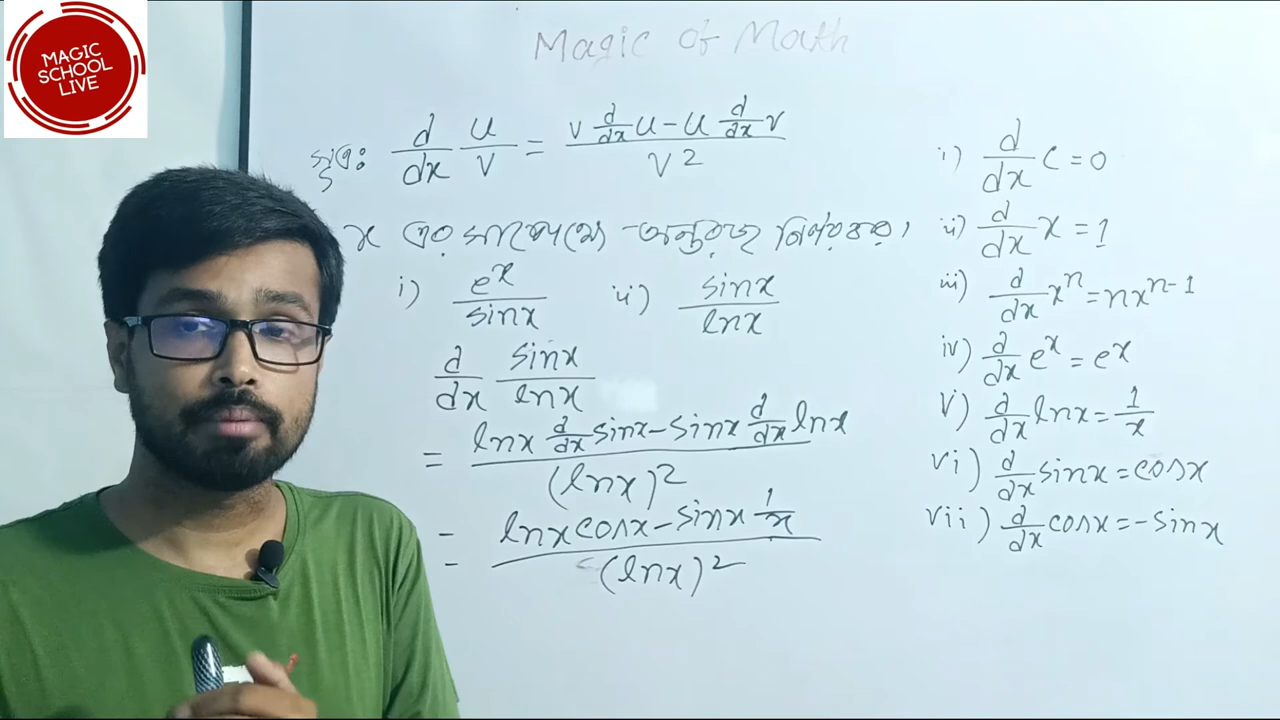 MAGIC
SCHOOL
LIVE
Magic of Math
সূত্র: d/dx u/v = (v d/dx u - u d/dx v)/v²
x এর সাপেক্ষে অন্তরজ নির্ণয় কর।
i) eˣ/sinx ii) sinx/lnx
d/dx sinx/lnx
= (lnx d/dx sinx - sinx d/dx lnx)/(lnx)²
= (lnx cosx - sinx 1/x)/(lnx)²
i) d/dx c = 0
ii) d/dx x = 1
iii) d/dx xⁿ = nxⁿ⁻¹
iv) d/dx eˣ = eˣ
v) d/dx lnx = 1/x
vi) d/dx sinx = cosx
vii) d/dx cosx = -sinx